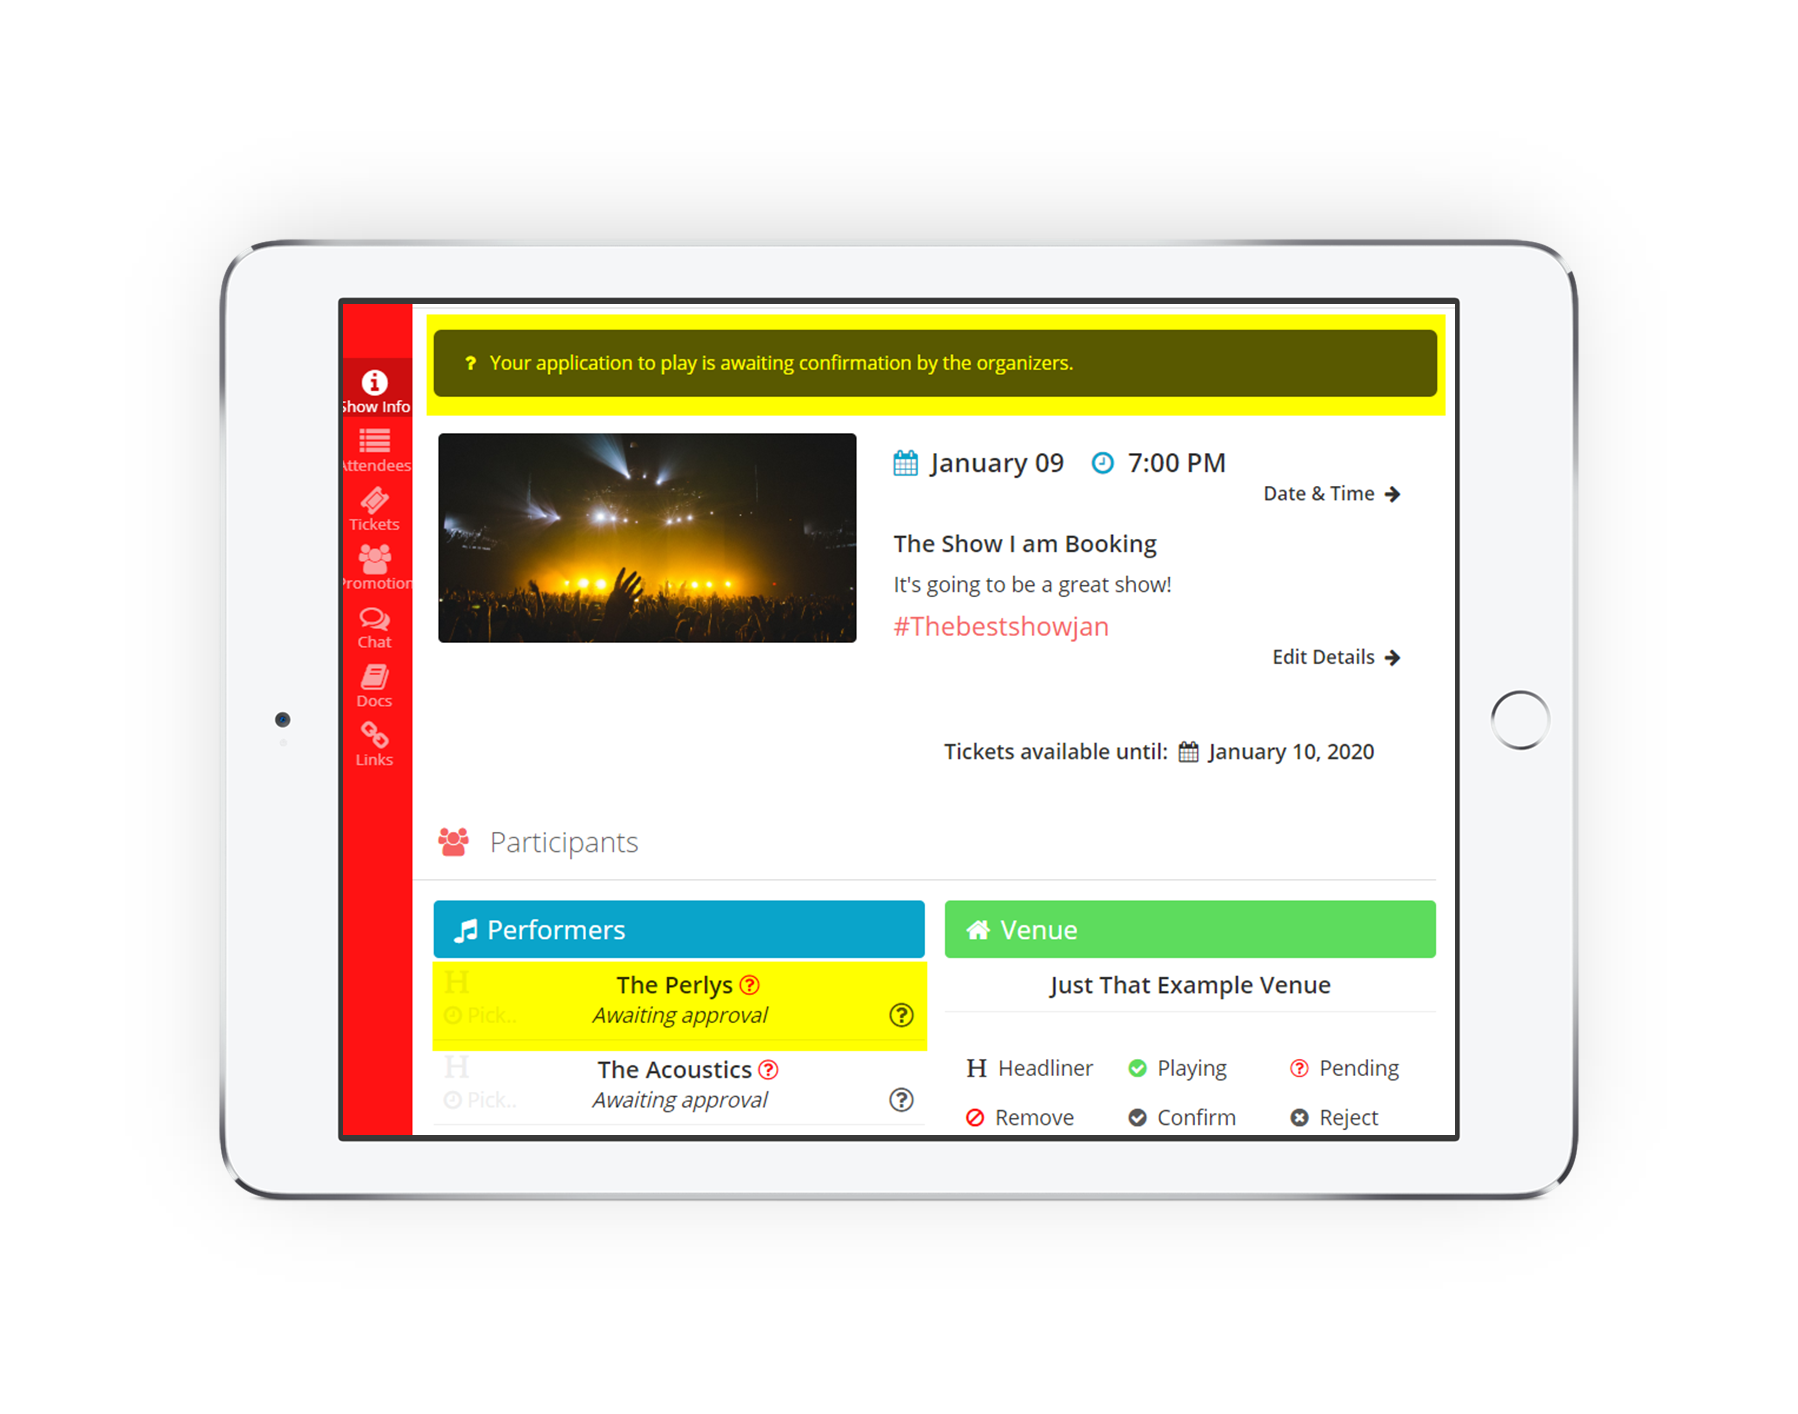 ? Your application to play is awaiting confirmation by the organizers.
Show Info
Attendees
Tickets
Promotion
Chat
Docs
Links
January 09 7:00 PM
Date & Time
The Show I am Booking
It's going to be a great show!
#Thebestshowjan
Edit Details
Tickets available until: January 10, 2020
Participants
Performers
H
The Perlys ?
Pick..
Awaiting approval ?
H
The Acoustics ?
Pick..
Awaiting approval ?
Venue
Just That Example Venue
H Headliner
Playing
? Pending
Remove
Confirm
Reject